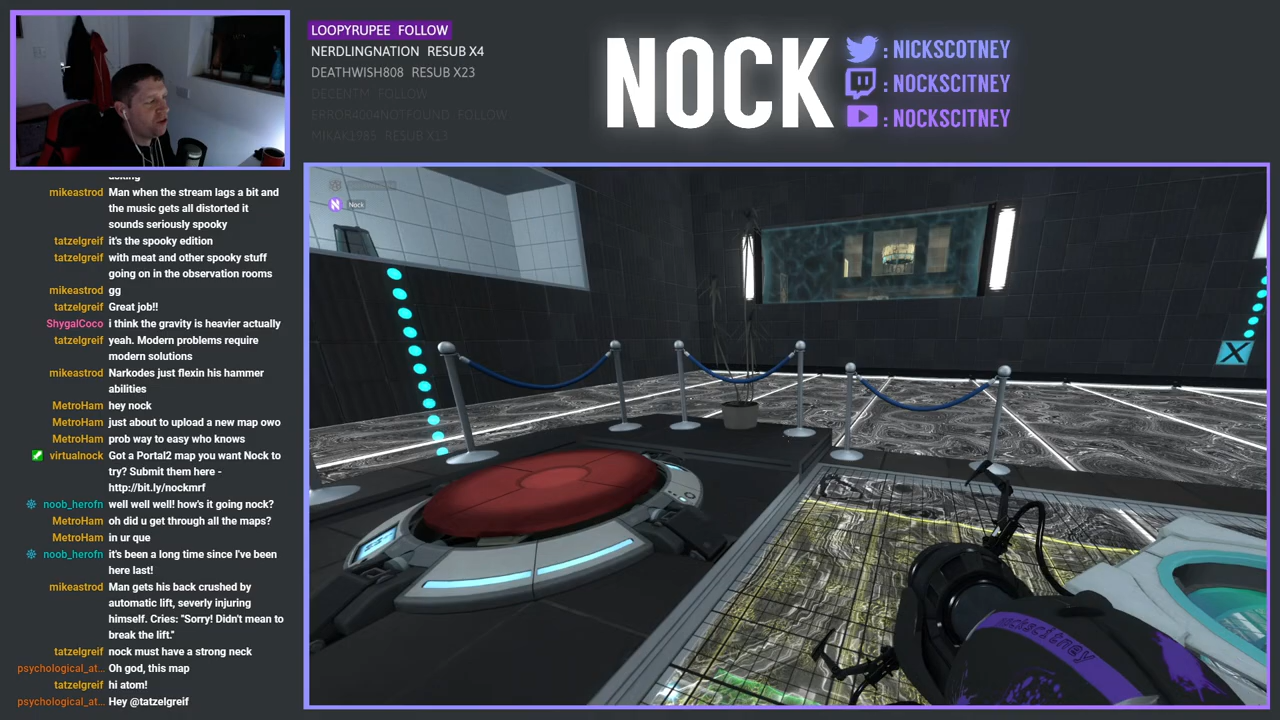 LOOPYRUPEE FOLLOW
NERDLINGNATION RESUB X4
DEATHWISH808 RESUB X23
DECENTM FOLLOW
ERROR4004NOTFOUND FOLLOW
MIKAK1985 RESUB X13
NOCK
: NICKSCOTNEY
: NOCKSCITNEY
: NOCKSCITNEY
asking
mikeastrod Man when the stream lags a bit and
the music gets all distorted it
sounds seriously spooky
tatzelgreif it's the spooky edition
tatzelgreif with meat and other spooky stuff
going on in the observation rooms
mikeastrod gg
tatzelgreif Great job!!
ShygalCoco i think the gravity is heavier actually
tatzelgreif yeah. Modern problems require
modern solutions
mikeastrod Narkodes just flexin his hammer
abilities
MetroHam hey nock
MetroHam just about to upload a new map owo
MetroHam prob way to easy who knows
virtualnock Got a Portal2 map you want Nock to
try? Submit them here -
http://bit.ly/nockmrf
noob_herofn well well well! how's it going nock?
MetroHam oh did u get through all the maps?
MetroHam in ur que
noob_herofn it's been a long time since I've been
here last!
mikeastrod Man gets his back crushed by
automatic lift, severly injuring
himself. Cries: "Sorry! Didn't mean to
break the lift."
tatzelgreif nock must have a strong neck
psychological_at... Oh god, this map
tatzelgreif hi atom!
psychological_at... Hey @tatzelgreif
Nock
nockscitney